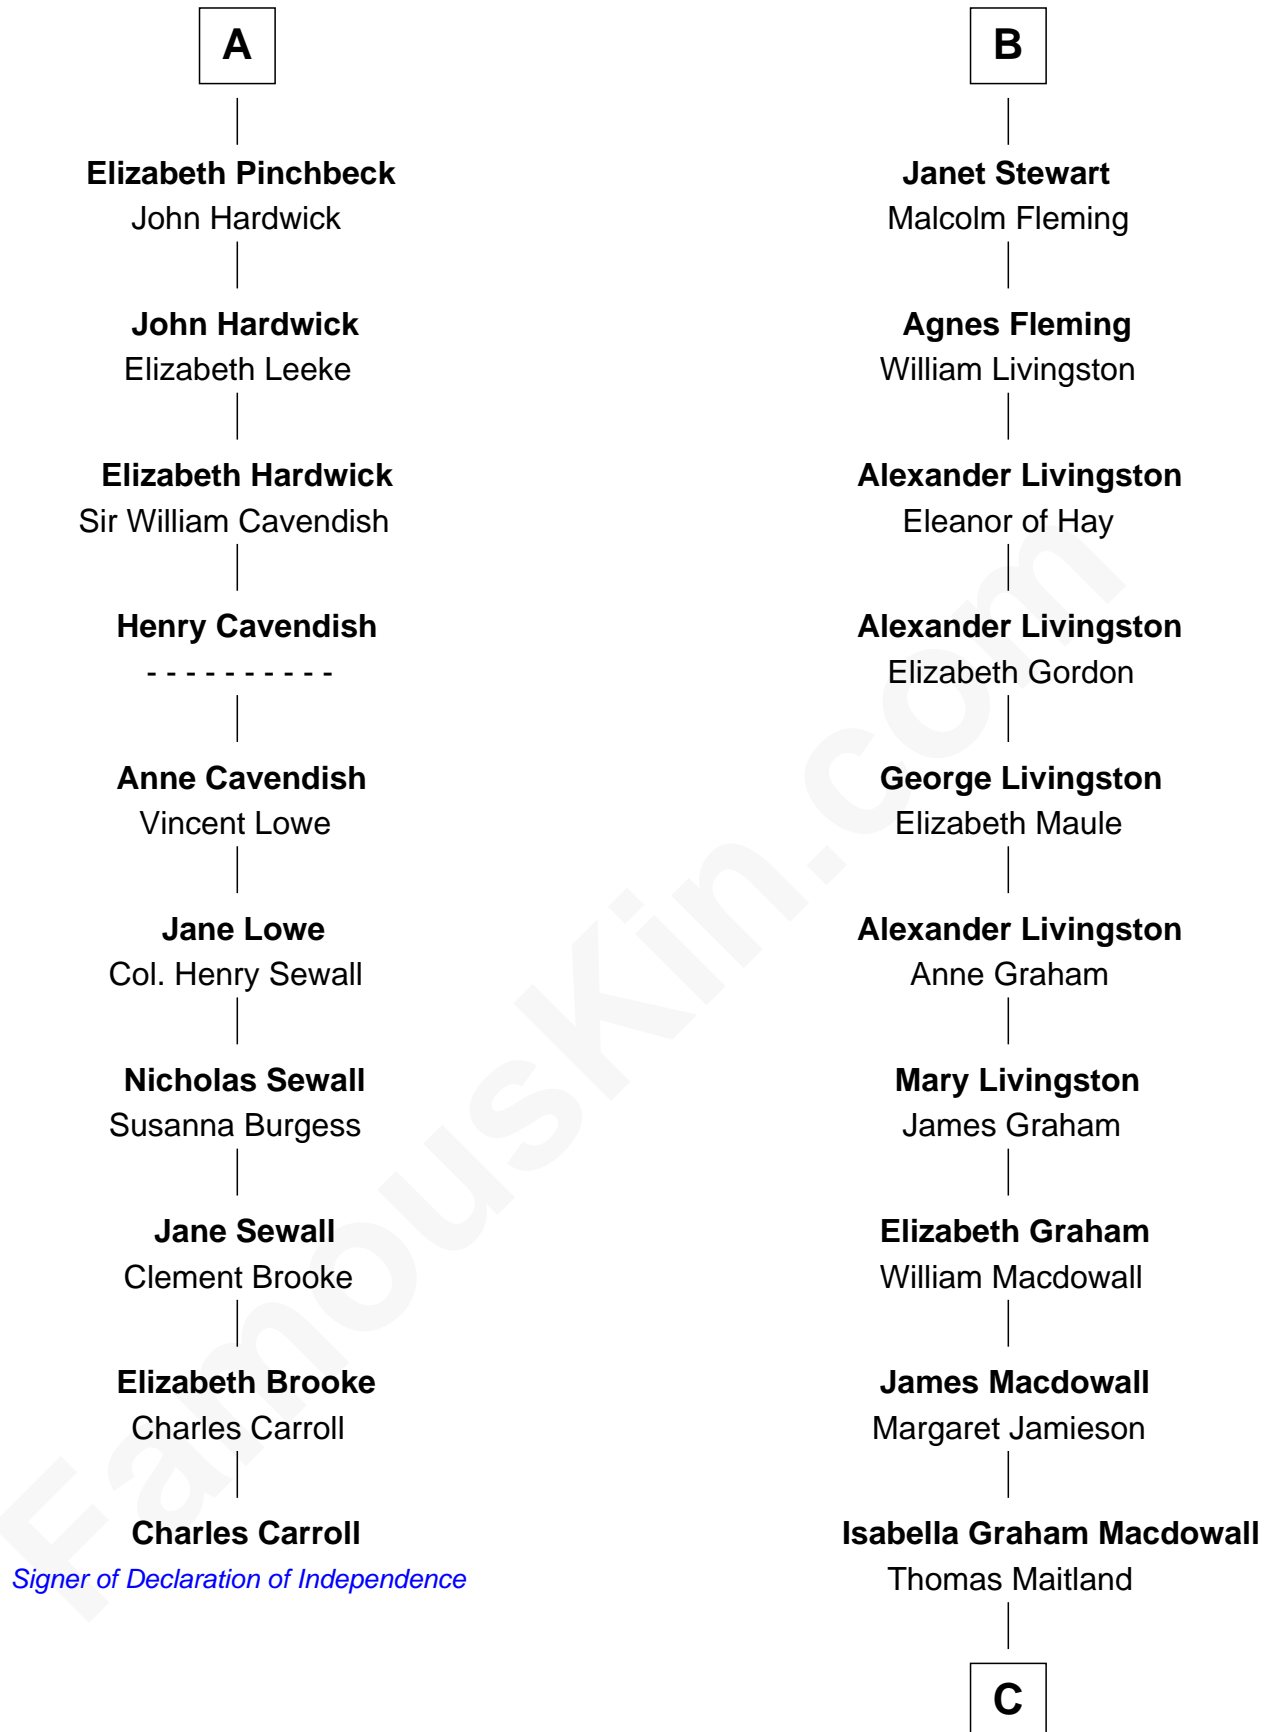 A
Elizabeth Pinchbeck
John Hardwick
John Hardwick
Elizabeth Leeke
Elizabeth Hardwick
Sir William Cavendish
Henry Cavendish
- - - - - - - - - -
Anne Cavendish
Vincent Lowe
Jane Lowe
Col. Henry Sewall
Nicholas Sewall
Susanna Burgess
Jane Sewall
Clement Brooke
Elizabeth Brooke
Charles Carroll
Charles Carroll
Signer of Declaration of Independence
B
Janet Stewart
Malcolm Fleming
Agnes Fleming
William Livingston
Alexander Livingston
Eleanor of Hay
Alexander Livingston
Elizabeth Gordon
George Livingston
Elizabeth Maule
Alexander Livingston
Anne Graham
Mary Livingston
James Graham
Elizabeth Graham
William Macdowall
James Macdowall
Margaret Jamieson
Isabella Graham Macdowall
Thomas Maitland
C
FamousKin.com